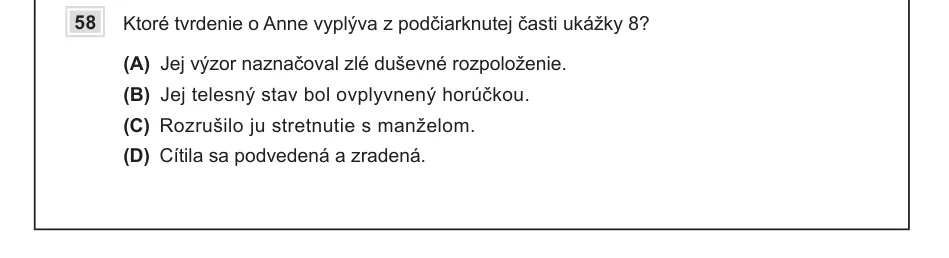 58 Ktoré tvrdenie o Anne vyplýva z podčiarknutej časti ukážky 8?
(A) Jej výzor naznačoval zlé duševné rozpoloženie.
(B) Jej telesný stav bol ovplyvnený horúčkou.
(C) Rozrušilo ju stretnutie s manželom.
(D) Cítila sa podvedená a zradená.